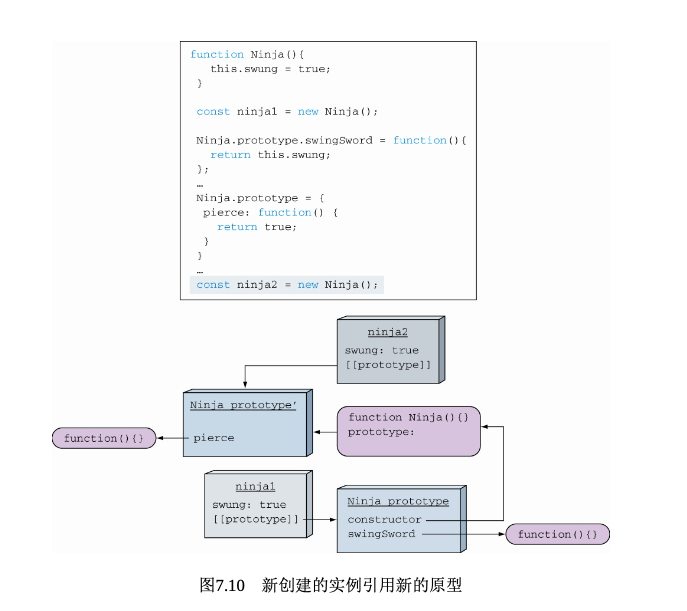 function Ninja(){
this.swung = true;
}
const ninja1 = new Ninja();
Ninja.prototype.swingSword = function(){
return this.swung;
};
…
Ninja.prototype = {
pierce: function() {
return true;
}
}
…
const ninja2 = new Ninja();
ninja2
swung: true
[[prototype]]
Ninja prototype'
pierce
function(){}
function Ninja(){}
prototype:
ninja1
swung: true
[[prototype]]
Ninja prototype
constructor
swingSword
function(){}
图7.10 新创建的实例引用新的原型